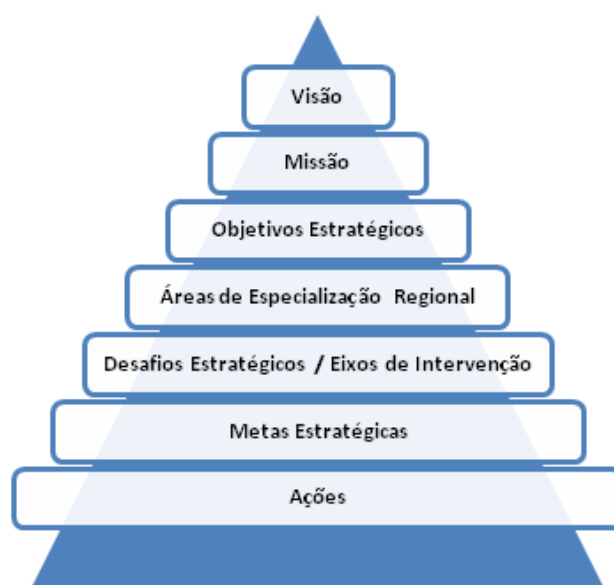 Visão
Missão
Objetivos Estratégicos
Áreas de Especialização Regional
Desafios Estratégicos / Eixos de Intervenção
Metas Estratégicas
Ações